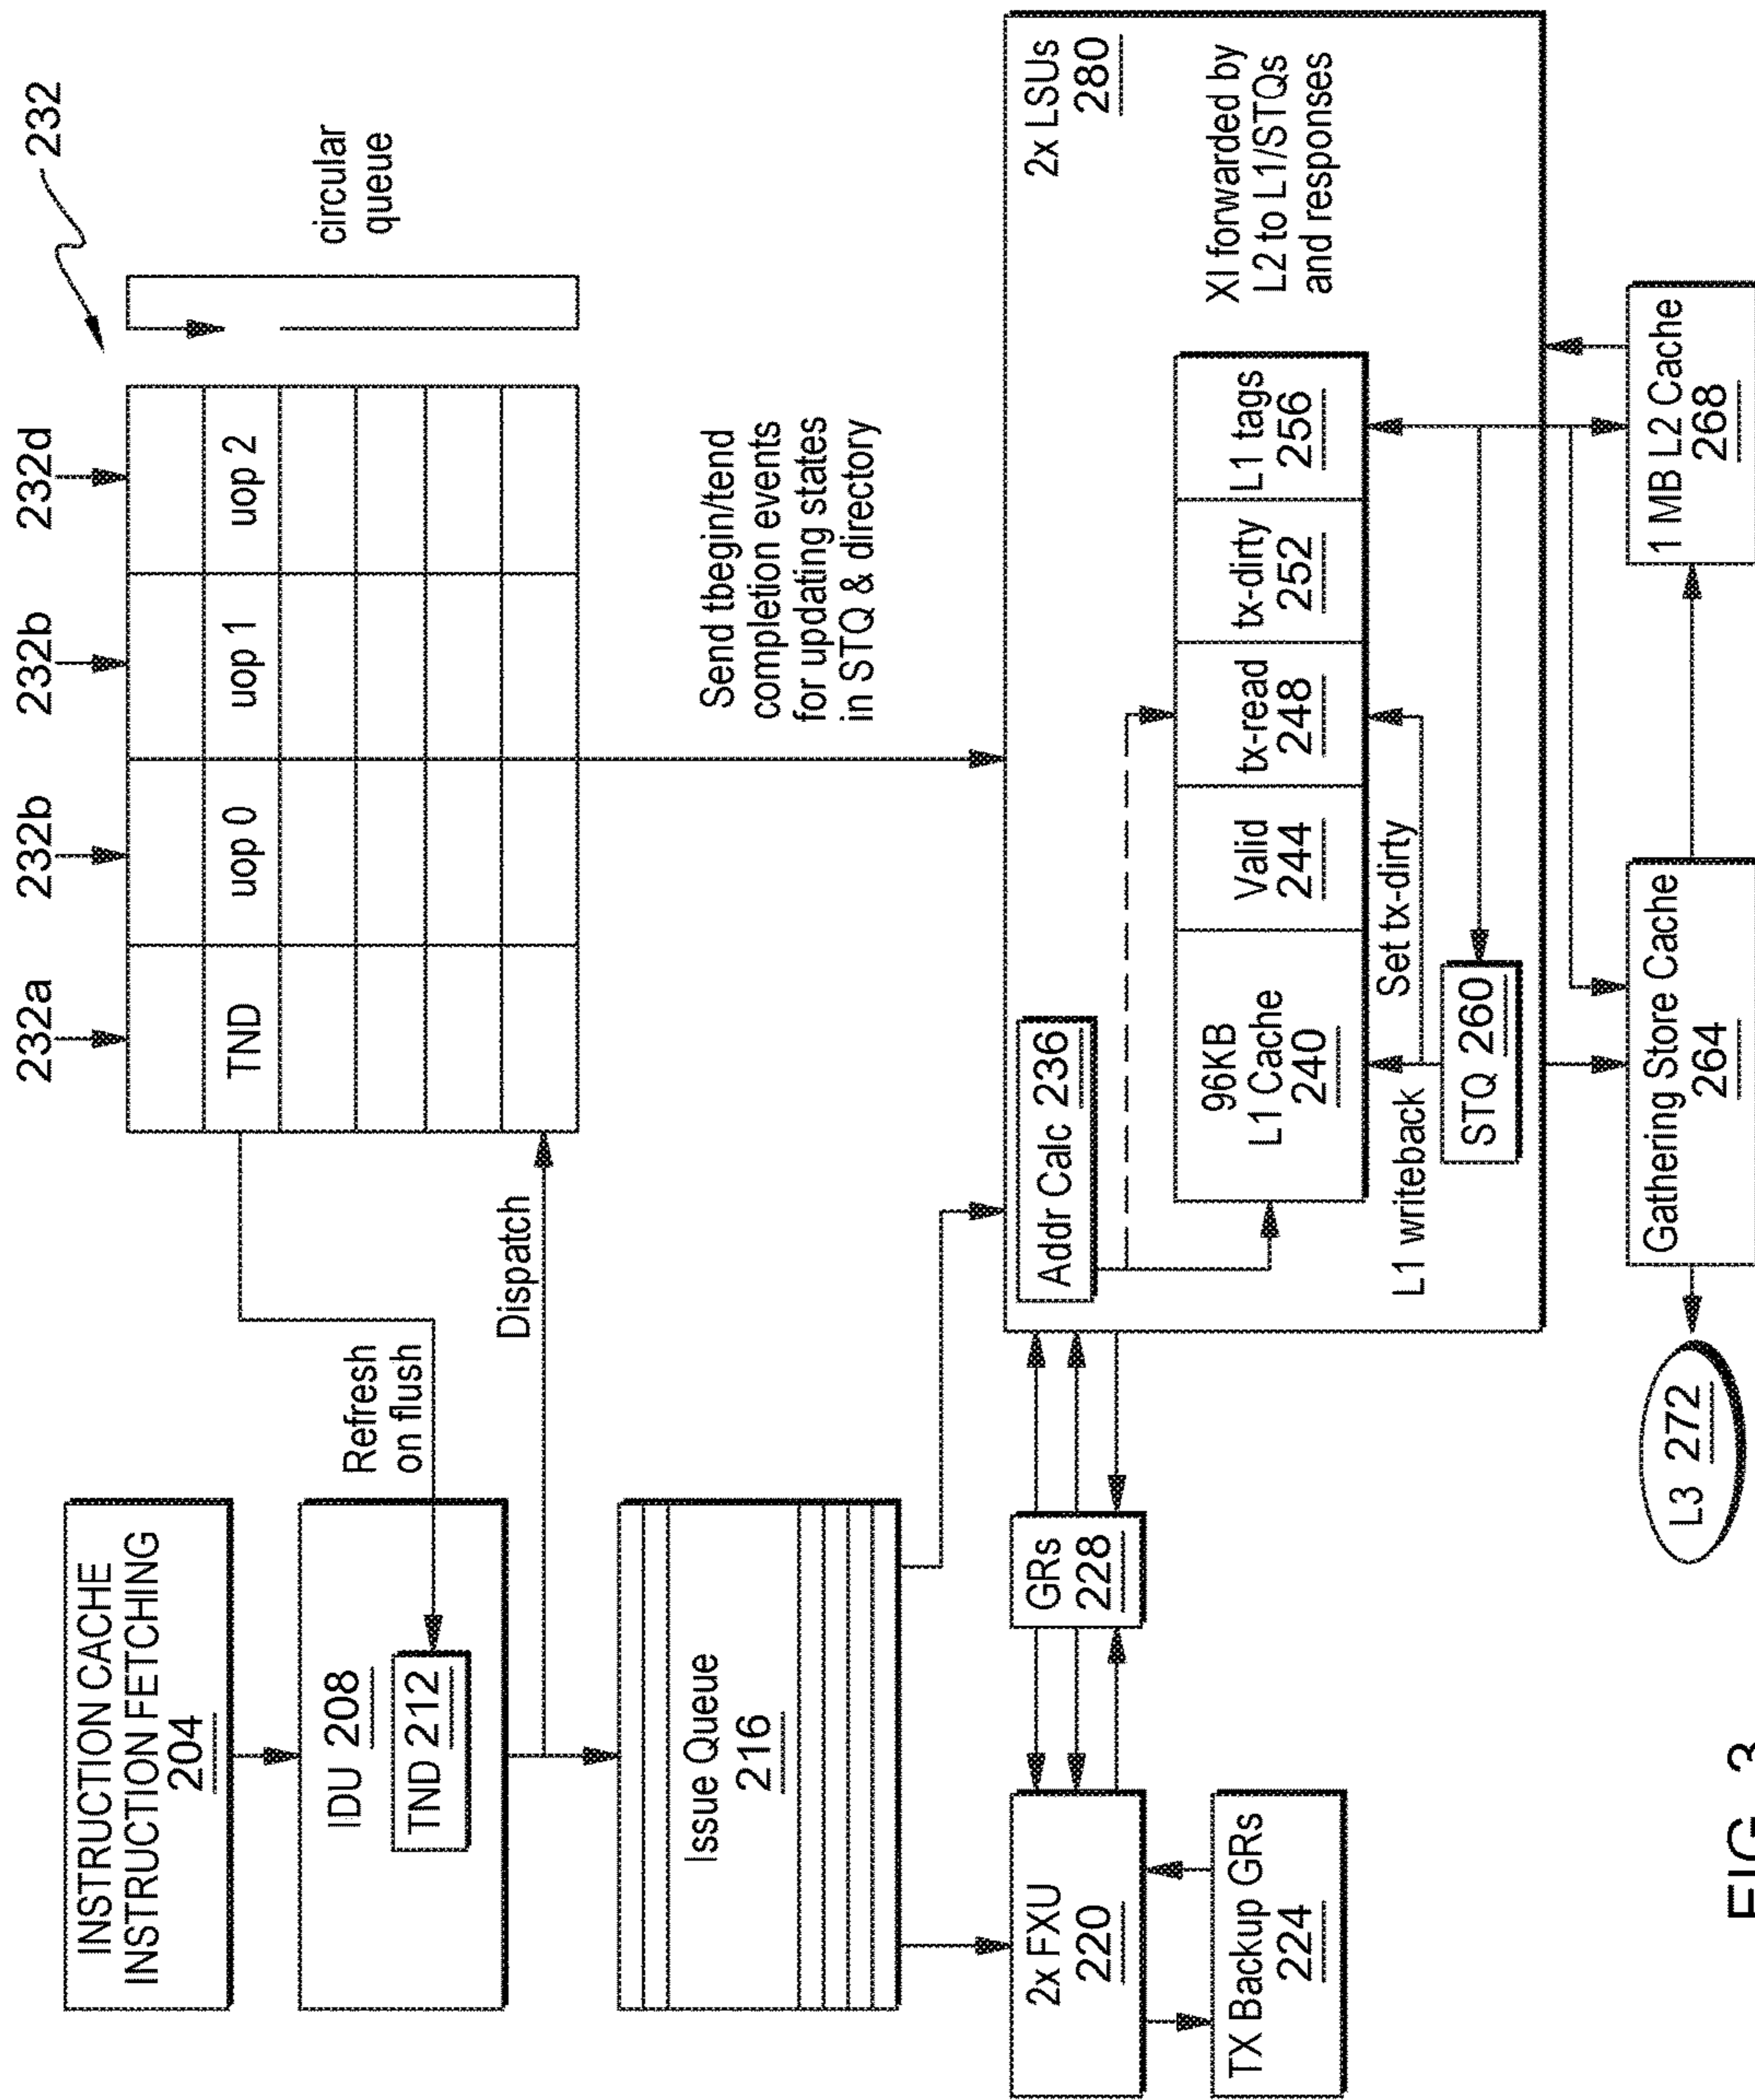 INSTRUCTION CACHE
INSTRUCTION FETCHING
204
IDU 208
TND 212
Refresh
on flush
Dispatch
232a
232b
232b
232d
232
TND
uop 0
uop 1
uop 2
circular
queue
Issue Queue
216
Send tbegin/tend
completion events
for updating states
in STQ & directory
2x FXU
220
TX Backup GRs
224
GRs
228
2x LSUs
280
Addr Calc 236
96KB
L1 Cache
240
Valid
244
tx-read
248
tx-dirty
252
L1 tags
256
XI forwarded by
L2 to L1/STQs
and responses
L1 writeback
Set tx-dirty
STQ 260
L3 272
Gathering Store Cache
264
1 MB L2 Cache
268
FIG. 3